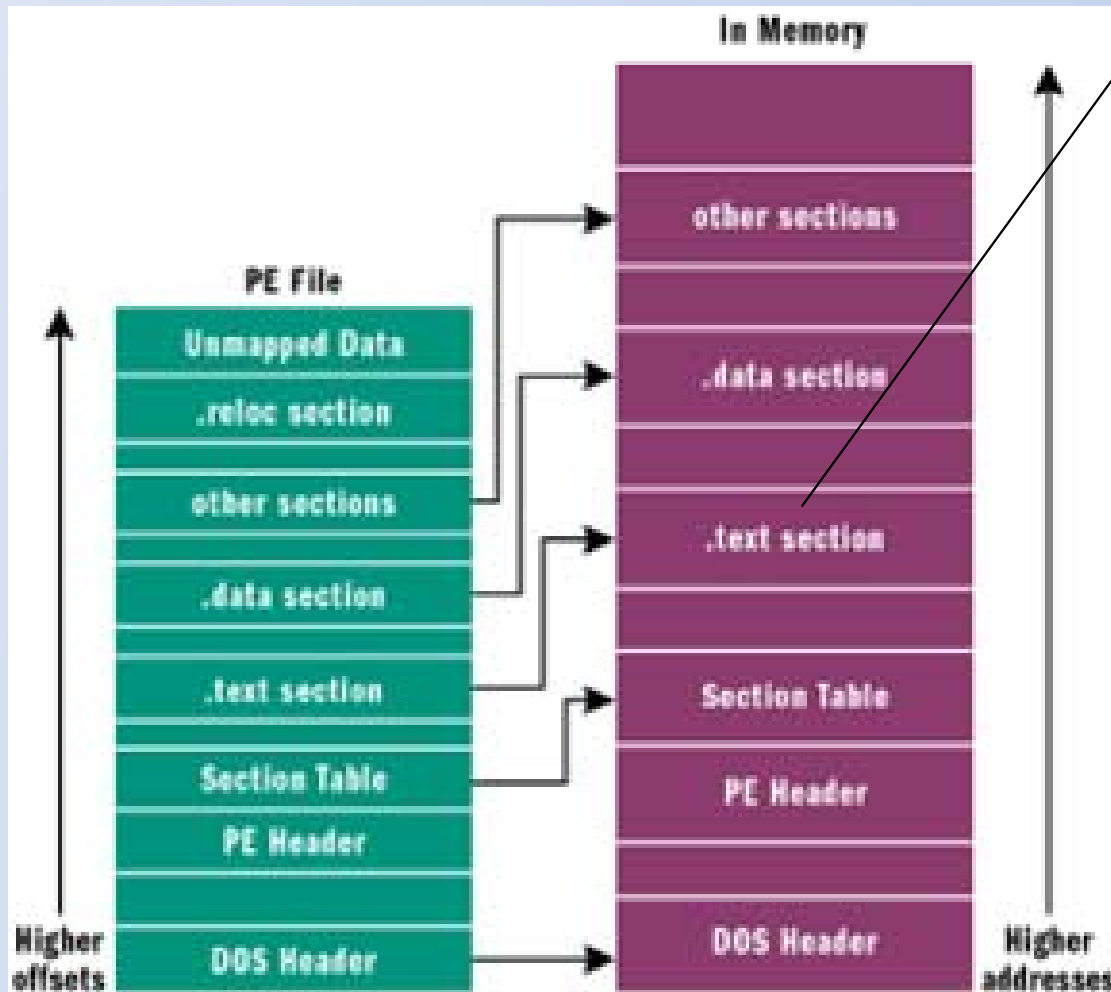 In Memory
other sections
.data section
.text section
Section Table
PE Header
DOS Header
Higher
addresses
PE File
Unmapped Data
.reloc section
other sections
.data section
.text section
Section Table
PE Header
DOS Header
Higher
offsets